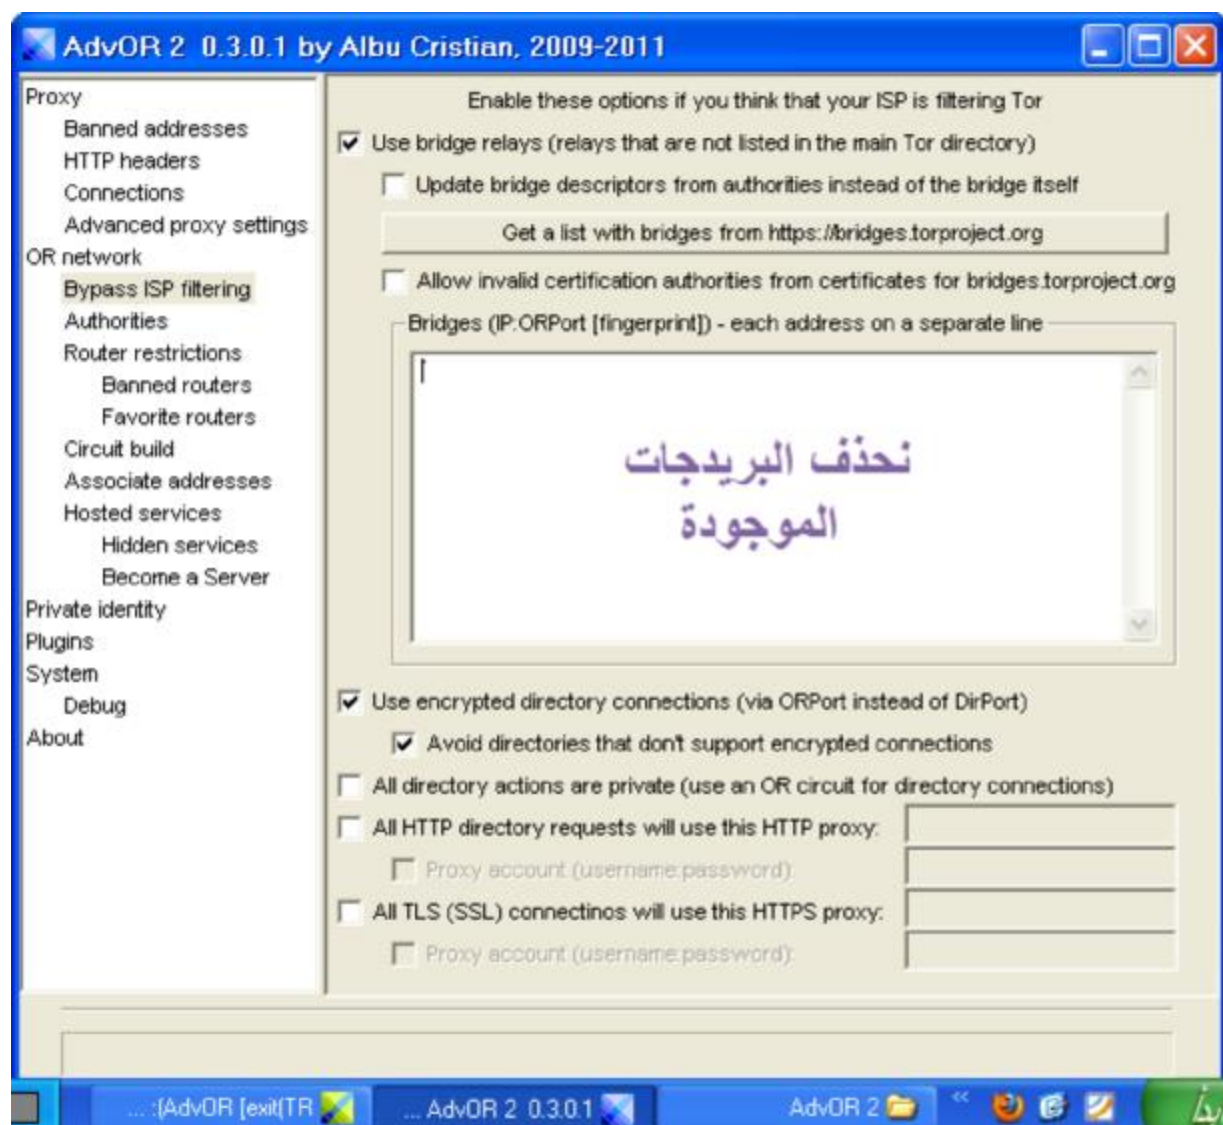 AdvOR 2 0.3.0.1 by Albu Cristian, 2009-2011
Proxy
Banned addresses
HTTP headers
Connections
Advanced proxy settings
OR network
Bypass ISP filtering
Authorities
Router restrictions
Banned routers
Favorite routers
Circuit build
Associate addresses
Hosted services
Hidden services
Become a Server
Private identity
Plugins
System
Debug
About
Enable these options if you think that your ISP is filtering Tor
Use bridge relays (relays that are not listed in the main Tor directory)
Update bridge descriptors from authorities instead of the bridge itself
Get a list with bridges from https://bridges.torproject.org
Allow invalid certification authorities from certificates for bridges.torproject.org
Bridges (IP:ORPort [fingerprint]) - each address on a separate line
نحذف البريدجات
الموجودة
Use encrypted directory connections (via ORPort instead of DirPort)
Avoid directories that don't support encrypted connections
All directory actions are private (use an OR circuit for directory connections)
All HTTP directory requests will use this HTTP proxy:
Proxy account (username:password):
All TLS (SSL) connectinos will use this HTTPS proxy:
Proxy account (username:password):
... :(AdvOR [exit(TR
... AdvOR 2 0.3.0.1
AdvOR 2